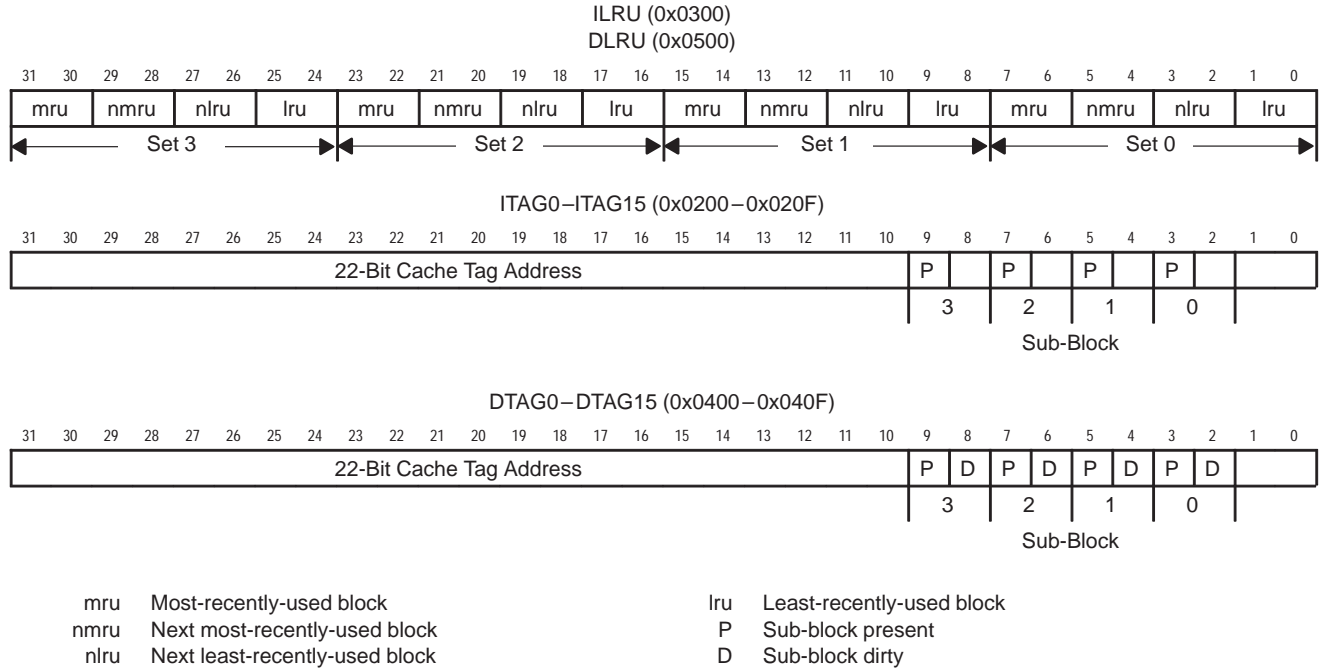 ILRU (0x0300)
DLRU (0x0500)
31 30 29 28 27 26 25 24 23 22 21 20 19 18 17 16 15 14 13 12 11 10 9 8 7 6 5 4 3 2 1 0
mru nmru nlru lru mru nmru nlru lru mru nmru nlru lru mru nmru nlru lru
Set 3 Set 2 Set 1 Set 0
ITAG0–ITAG15 (0x0200–0x020F)
31 30 29 28 27 26 25 24 23 22 21 20 19 18 17 16 15 14 13 12 11 10 9 8 7 6 5 4 3 2 1 0
22-Bit Cache Tag Address P P P P
3 2 1 0
Sub-Block
DTAG0–DTAG15 (0x0400–0x040F)
31 30 29 28 27 26 25 24 23 22 21 20 19 18 17 16 15 14 13 12 11 10 9 8 7 6 5 4 3 2 1 0
22-Bit Cache Tag Address P D P D P D P D
3 2 1 0
Sub-Block
mru Most-recently-used block lru Least-recently-used block
nmru Next most-recently-used block P Sub-block present
nlru Next least-recently-used block D Sub-block dirty